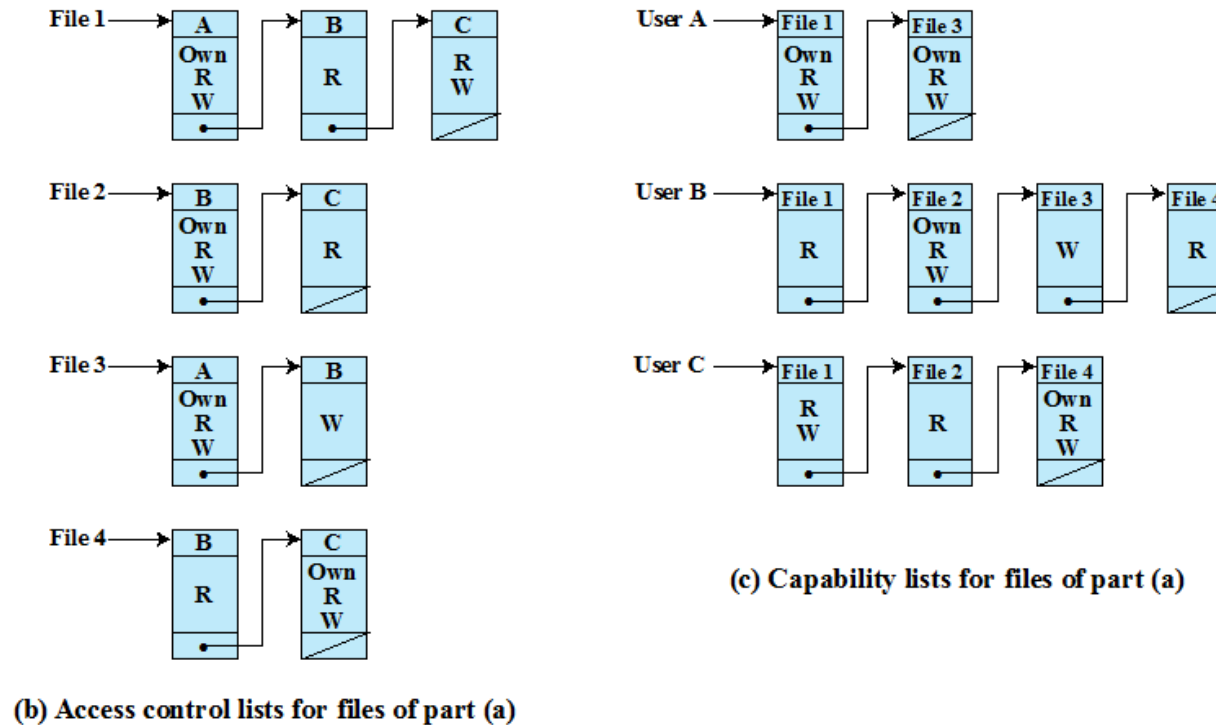 File 1
A
Own
R
W
B
R
C
R
W
File 2
B
Own
R
W
C
R
File 3
A
Own
R
W
B
W
File 4
B
R
C
Own
R
W
(b) Access control lists for files of part (a)
User A
File 1
Own
R
W
File 3
Own
R
W
User B
File 1
R
File 2
Own
R
W
File 3
W
File 4
R
User C
File 1
R
W
File 2
R
File 4
Own
R
W
(c) Capability lists for files of part (a)